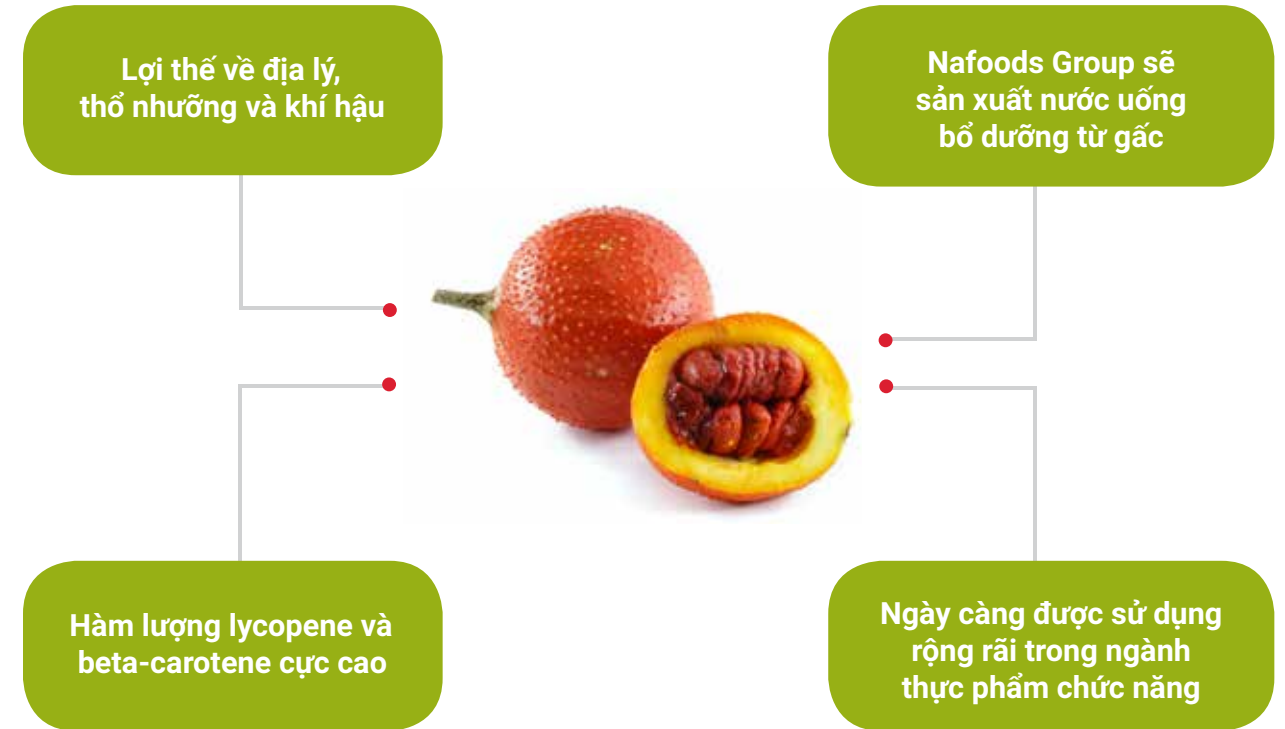 Lợi thế về địa lý,
thổ nhưỡng và khí hậu
Nafoods Group sẽ
sản xuất nước uống
bổ dưỡng từ gấc
Hàm lượng lycopene và
beta-carotene cực cao
Ngày càng được sử dụng
rộng rãi trong ngành
thực phẩm chức năng